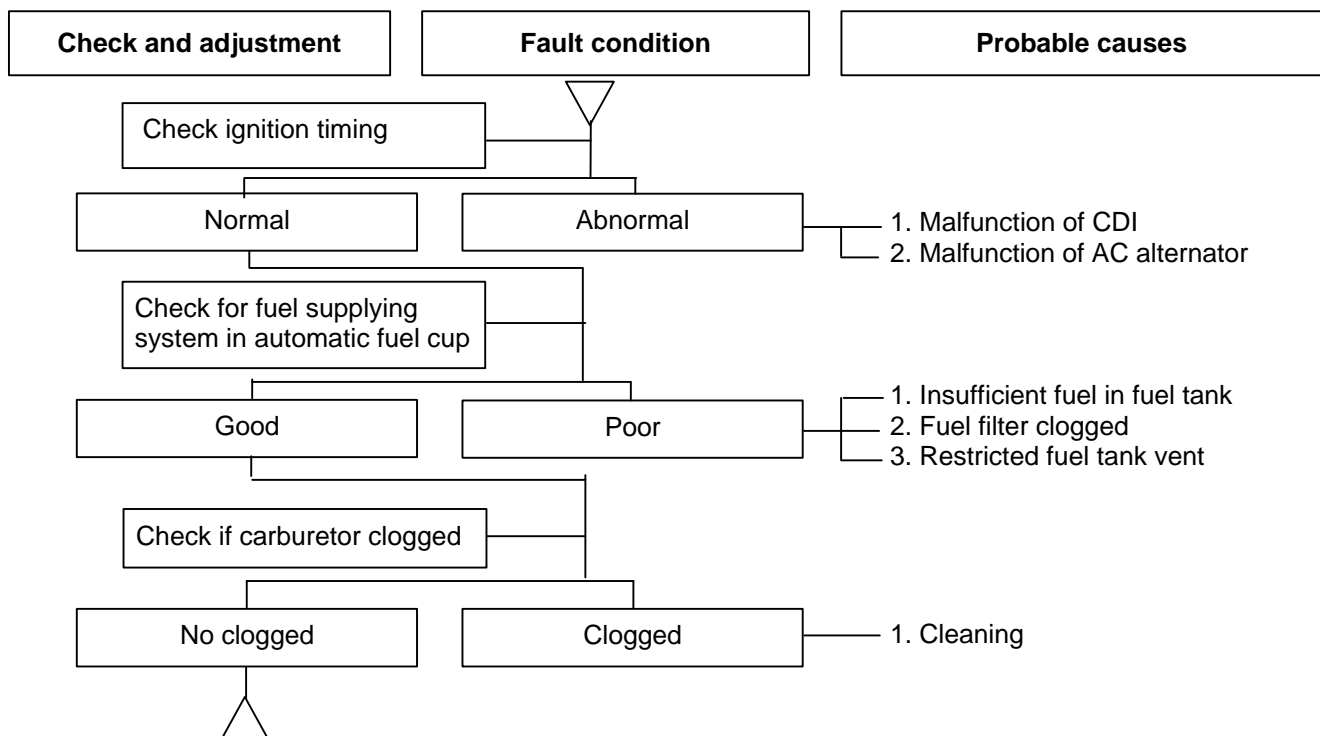 Check and adjustment
Fault condition
Probable causes
Check ignition timing
Normal
Abnormal
1. Malfunction of CDI
2. Malfunction of AC alternator
Check for fuel supplying
system in automatic fuel cup
Good
Poor
1. Insufficient fuel in fuel tank
2. Fuel filter clogged
3. Restricted fuel tank vent
Check if carburetor clogged
No clogged
Clogged
1. Cleaning